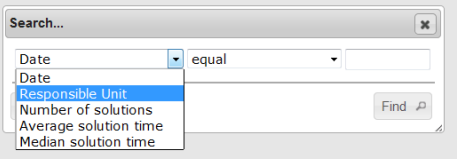 Search...
Date equal
Date
Responsible Unit
Number of solutions
Average solution time
Median solution time
Find